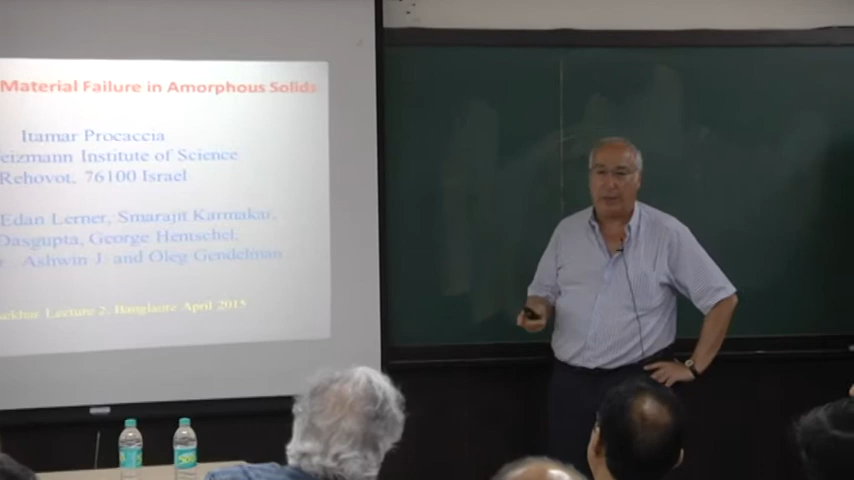 Material Failure in Amorphous Solids
Itamar Procaccia
eizmann Institute of Science
Rehovot, 76100 Israel
Edan Lerner, Smarajit Karmakar,
Dasgupta, George Hentschel,
Ashwin J. and Oleg Gendelman
Lecture 2, Banglaore April 2015